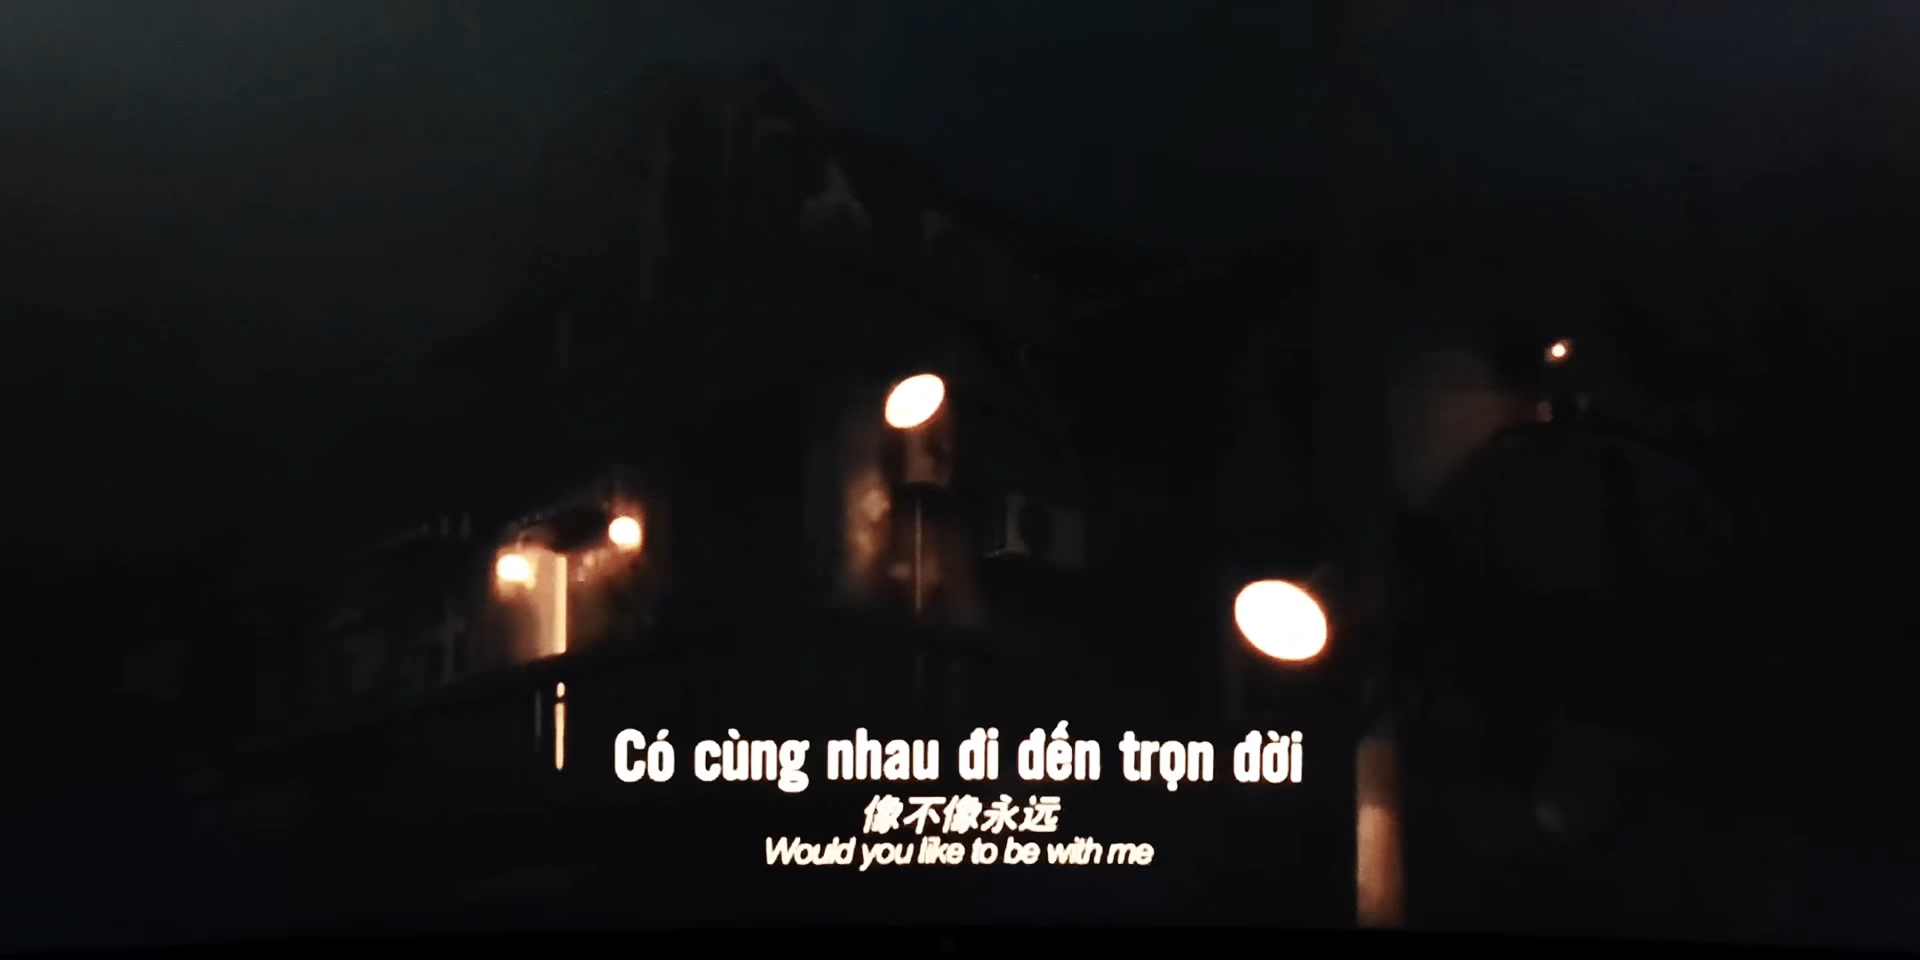 Có cùng nhau đi đến trọn đời
像不像永远
Would you like to be with me